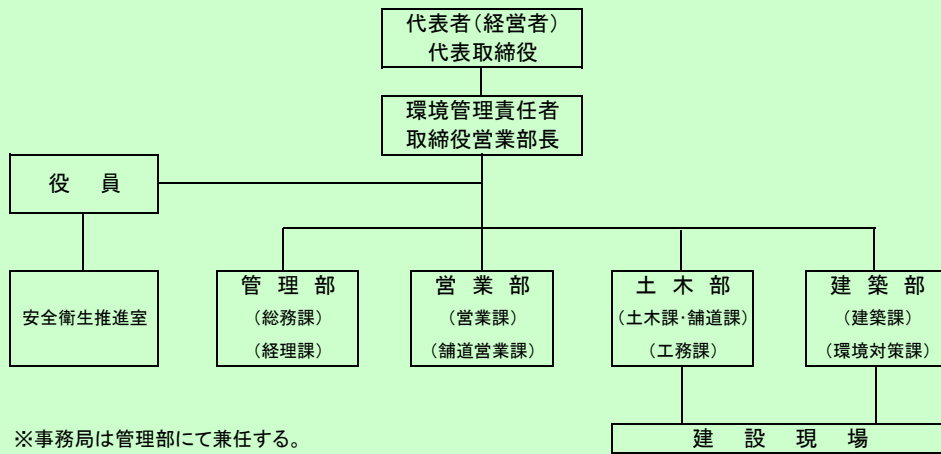 代表者(経営者)
代表取締役
環境管理責任者
取締役営業部長
役 員
安全衛生推進室
管 理 部
(総務課)
(経理課)
営 業 部
(営業課)
(舗道営業課)
土 木 部
(土木課・舗道課)
(工務課)
建 築 部
(建築課)
(環境対策課)
※事務局は管理部にて兼任する。
建 設 現 場